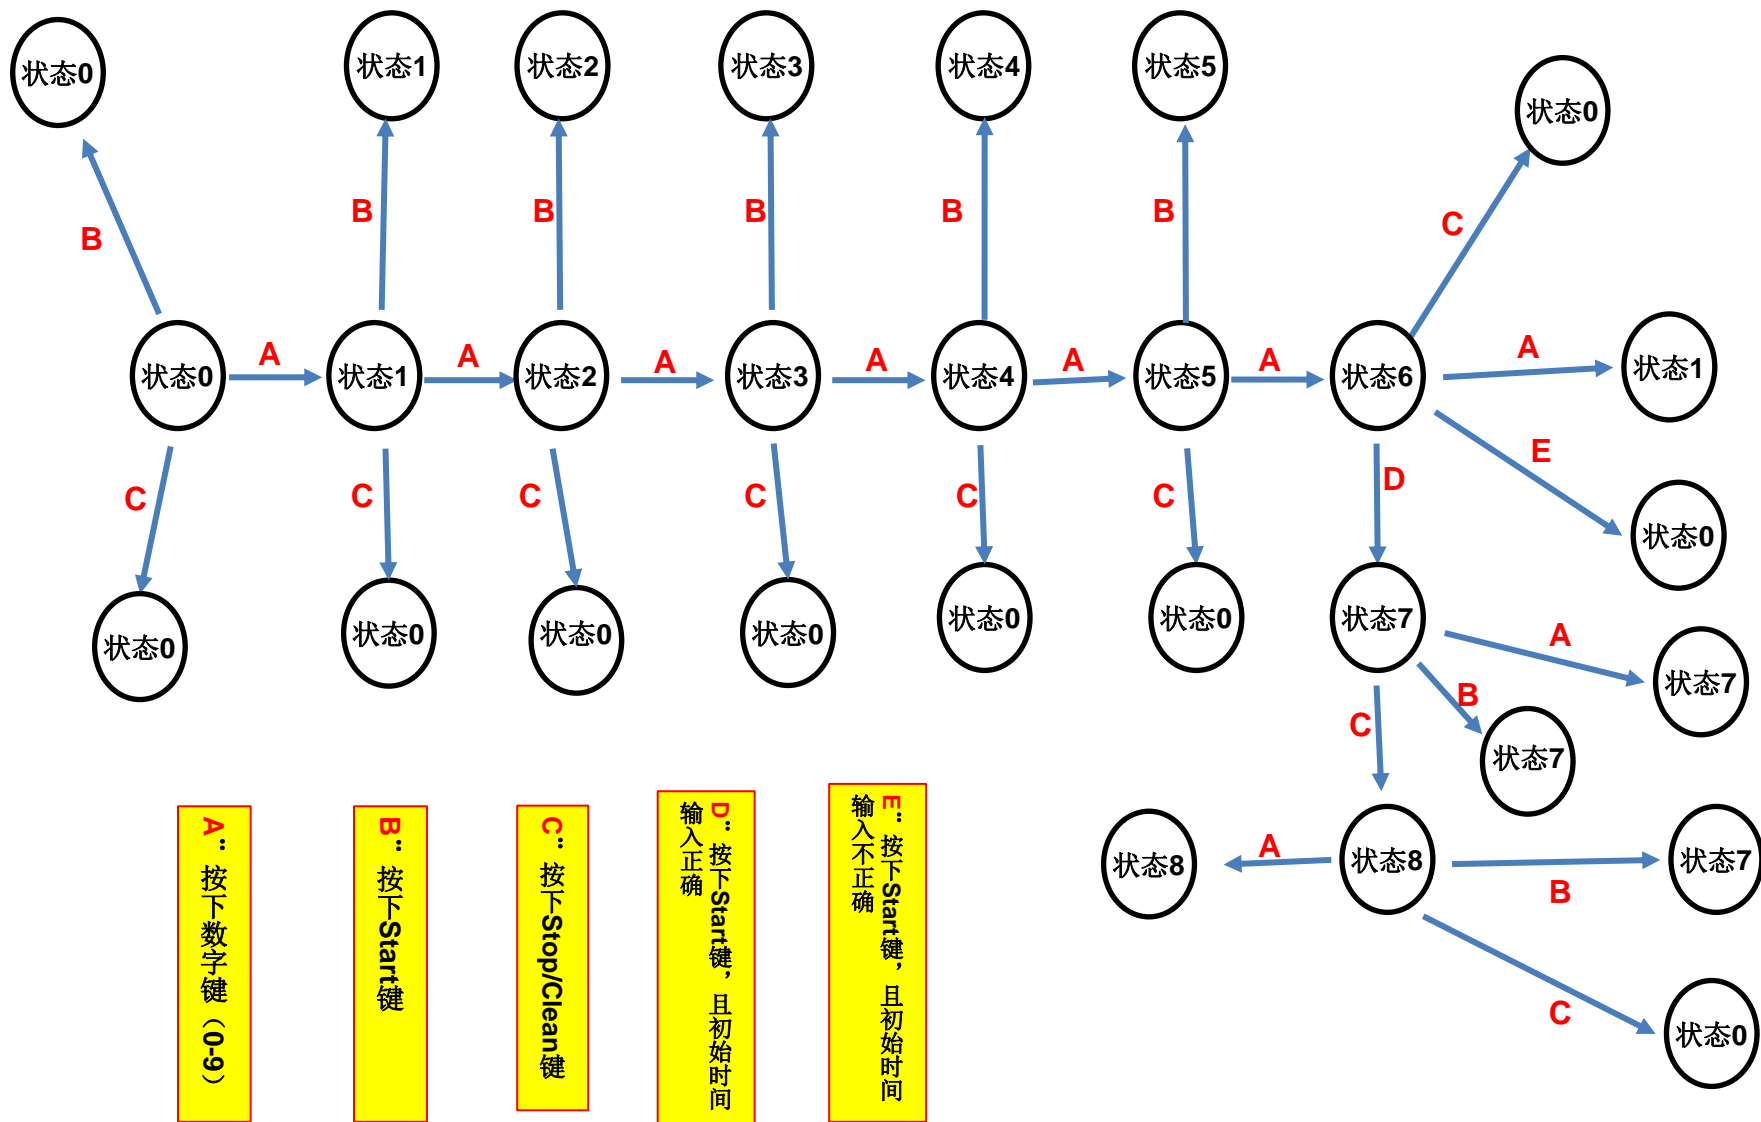 状态0
状态1
状态2
状态3
状态4
状态5
状态0
B
B
B
B
B
B
C
状态0
A
状态1
A
状态2
A
状态3
A
状态4
A
状态5
A
状态6
A
状态1
C
C
C
C
C
C
D
E
状态0
状态0
状态0
状态0
状态0
状态0
状态0
状态7
A
状态7
B
状态7
C
状态8
A
状态8
B
状态7
C
状态0
A：按下数字键（0-9）
B：按下Start键
C：按下Stop/Clean键
D：按下Start键，且初始时间
输入正确
E：按下Start键，且初始时间
输入不正确